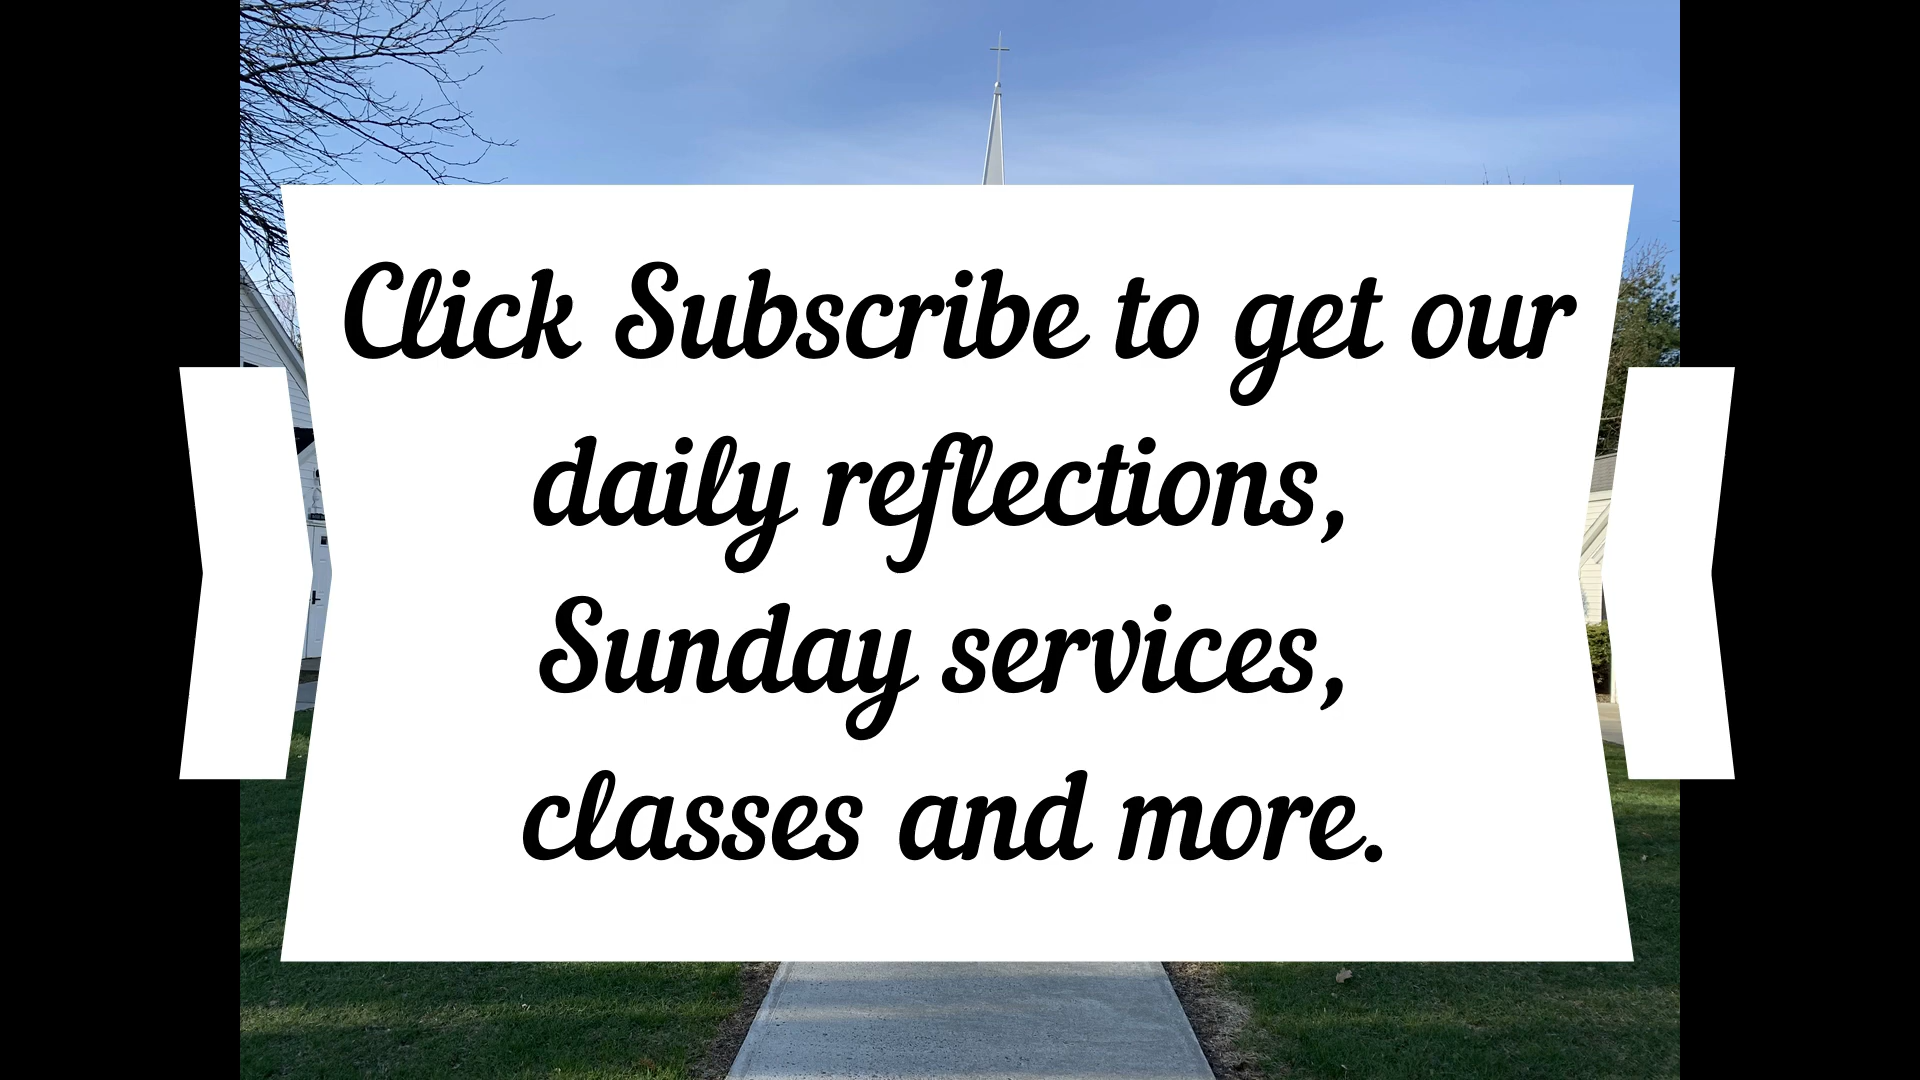 Click Subscribe to get our
daily reflections,
Sunday services,
classes and more.